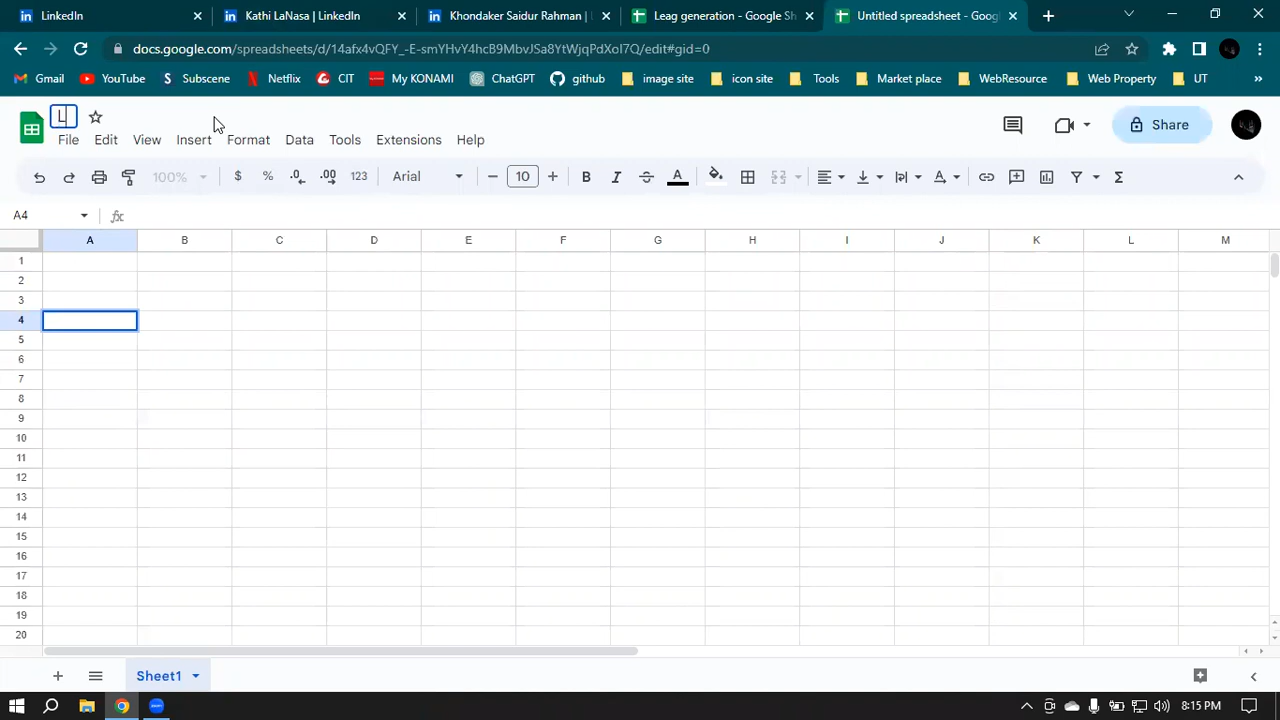 LinkedIn
Kathi LaNasa | LinkedIn
Khondaker Saidur Rahman |
Leag generation - Google Sh
Untitled spreadsheet - Goog
docs.google.com/spreadsheets/d/14afx4vQFY_-E-smYHvY4hcB9MbvJSa8YtWjqPdXoI7Q/edit#gid=0
Gmail
YouTube
Subscene
Netflix
CIT
My KONAMI
ChatGPT
github
image site
icon site
Tools
Market place
WebResource
Web Property
UT
L
File Edit View Insert Format Data Tools Extensions Help
Share
100% $ % .0 .00 123 Arial 10 B I S A
A4 fx
A B C D E F G H I J K L M
1
2
3
4
5
6
7
8
9
10
11
12
13
14
15
16
17
18
19
20
Sheet1
8:15 PM